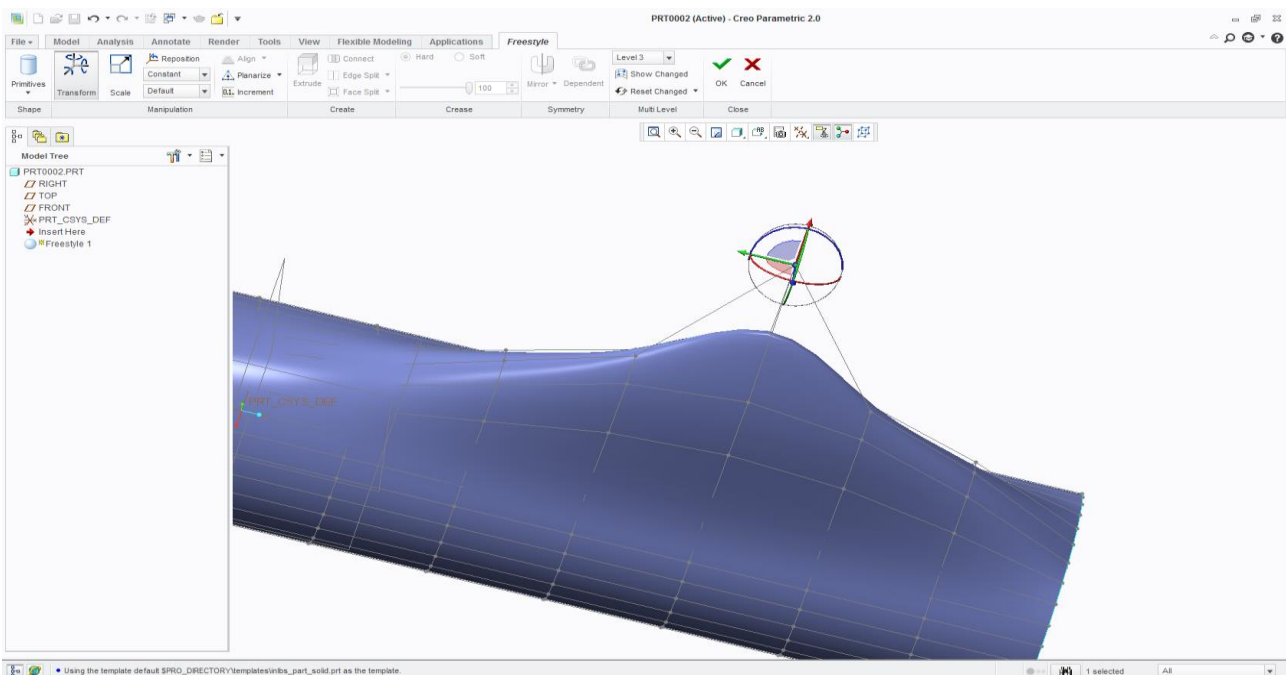 PRT0002 (Active) - Creo Parametric 2.0
File Model Analysis Annotate Render Tools View Flexible Modeling Applications Freestyle
Primitives
Shape
Transform
Scale
Reposition
Constant
Default
Align
Planarize
0.1. Increment
Manipulation
Extrude
Connect
Edge Split
Face Split
Create
Hard Soft
100
Crease
Mirror Dependent
Symmetry
Level 3
Show Changed
Reset Changed
Multi Level
OK Cancel
Close
Model Tree
PRT0002.PRT
RIGHT
TOP
FRONT
PRT_CSYS_DEF
Insert Here
Freestyle 1
PRT_CSYS_DEF
• Using the template default $PRO_DIRECTORY\templates\inlbs_part_solid.prt as the template.
1 selected
All